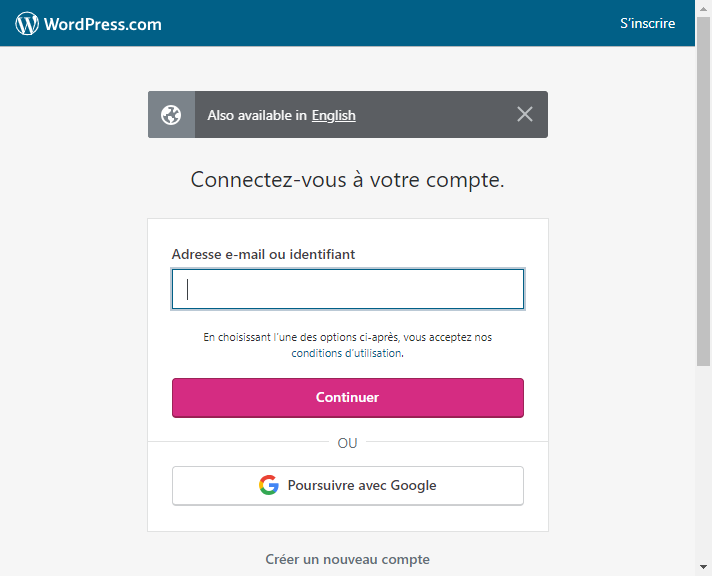 WordPress.com
S'inscrire
Also available in English
Connectez-vous à votre compte.
Adresse e-mail ou identifiant
En choisissant l'une des options ci-après, vous acceptez nos
conditions d'utilisation.
Continuer
OU
Poursuivre avec Google
Créer un nouveau compte